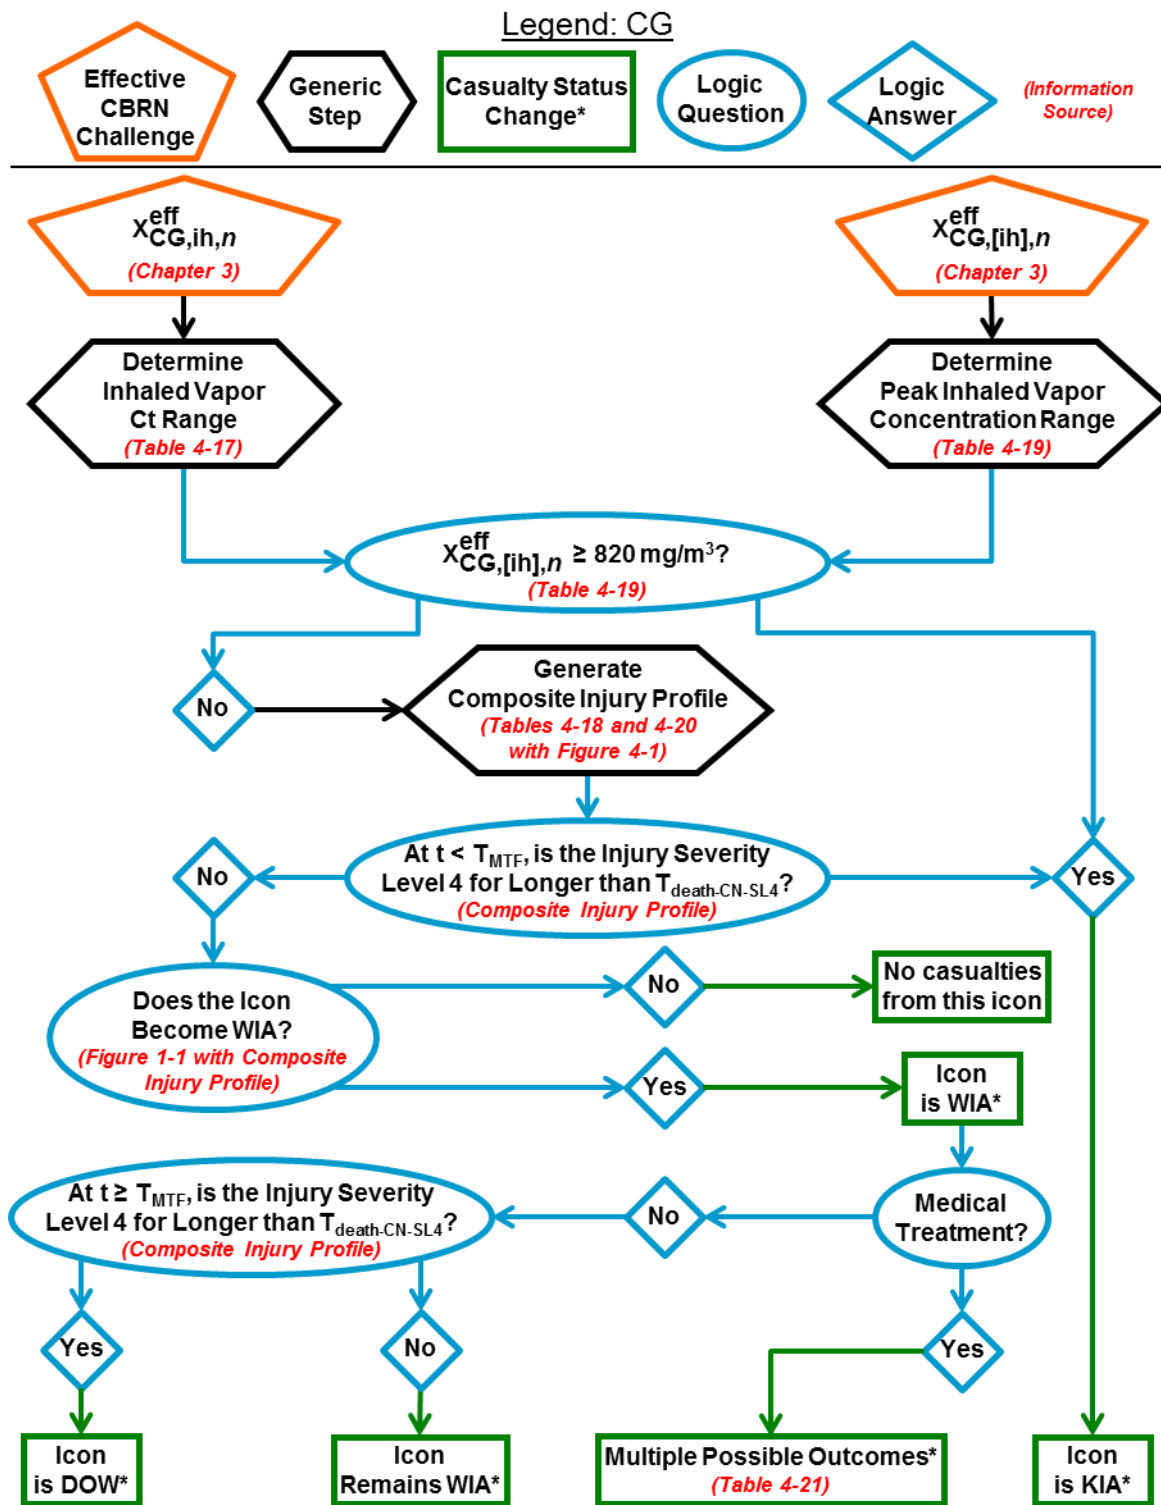 Legend: CG
Effective
CBRN
Challenge
Generic
Step
Casualty Status
Change*
Logic
Question
Logic
Answer
(Information
Source)
X^eff_CG,ih,n
(Chapter 3)
X^eff_CG,[ih],n
(Chapter 3)
Determine
Inhaled Vapor
Ct Range
(Table 4-17)
Determine
Peak Inhaled Vapor
Concentration Range
(Table 4-19)
X^eff_CG,[ih],n ≥ 820 mg/m³?
(Table 4-19)
No
Generate
Composite Injury Profile
(Tables 4-18 and 4-20
with Figure 4-1)
No
At t < T_MTF, is the Injury Severity
Level 4 for Longer than T_death-CN-SL4?
(Composite Injury Profile)
Yes
Does the Icon
Become WIA?
(Figure 1-1 with Composite
Injury Profile)
No
No casualties
from this icon
Yes
Icon
is WIA*
At t ≥ T_MTF, is the Injury Severity
Level 4 for Longer than T_death-CN-SL4?
(Composite Injury Profile)
No
Medical
Treatment?
Yes
No
Yes
Icon
is DOW*
Icon
Remains WIA*
Multiple Possible Outcomes*
(Table 4-21)
Icon
is KIA*